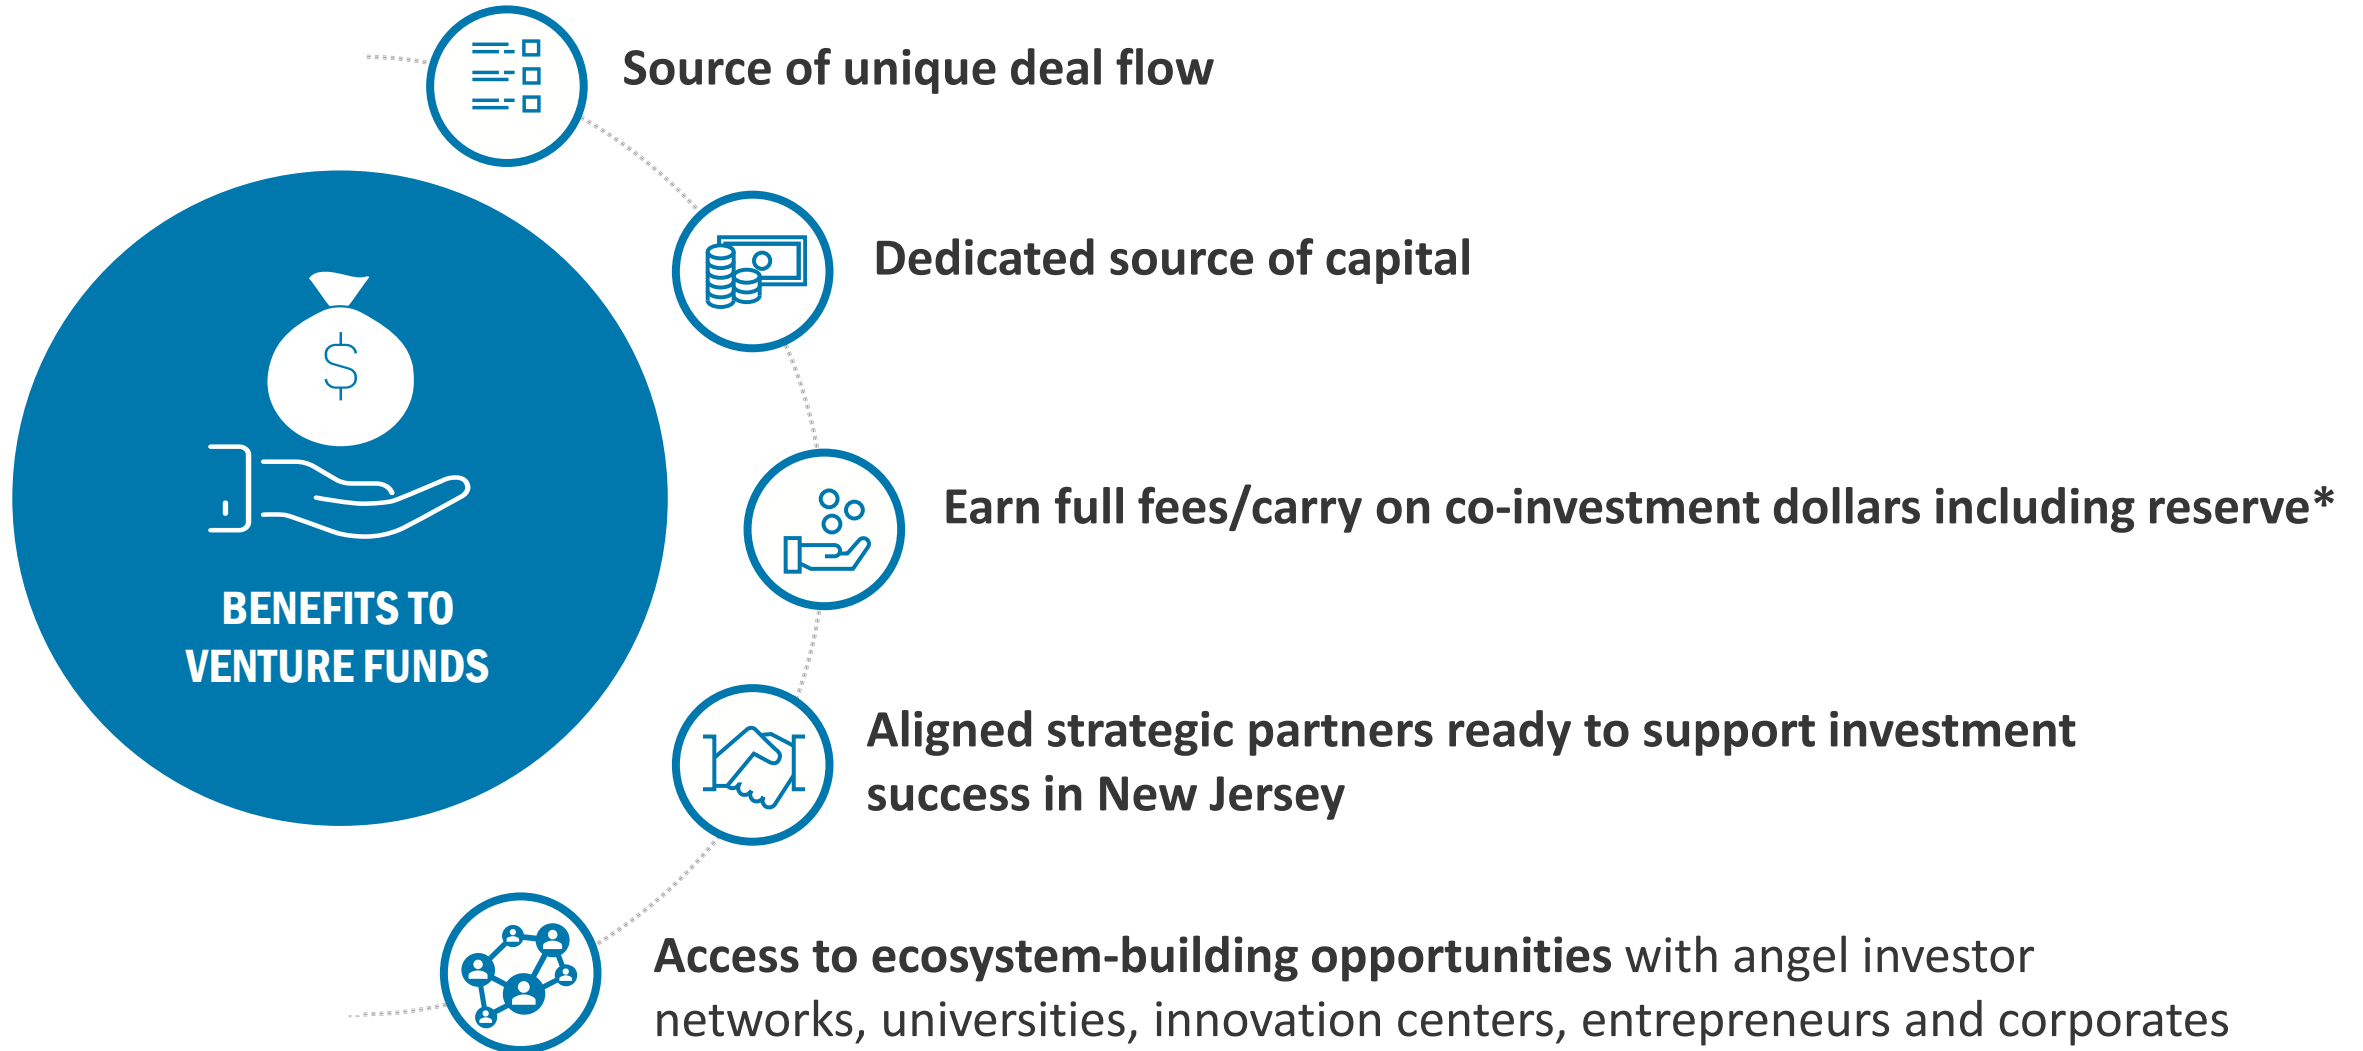 Source of unique deal flow
Dedicated source of capital
$
Earn full fees/carry on co-investment dollars including reserve*
BENEFITS TO
VENTURE FUNDS
Aligned strategic partners ready to support investment
success in New Jersey
Access to ecosystem-building opportunities with angel investor
networks, universities, innovation centers, entrepreneurs and corporates